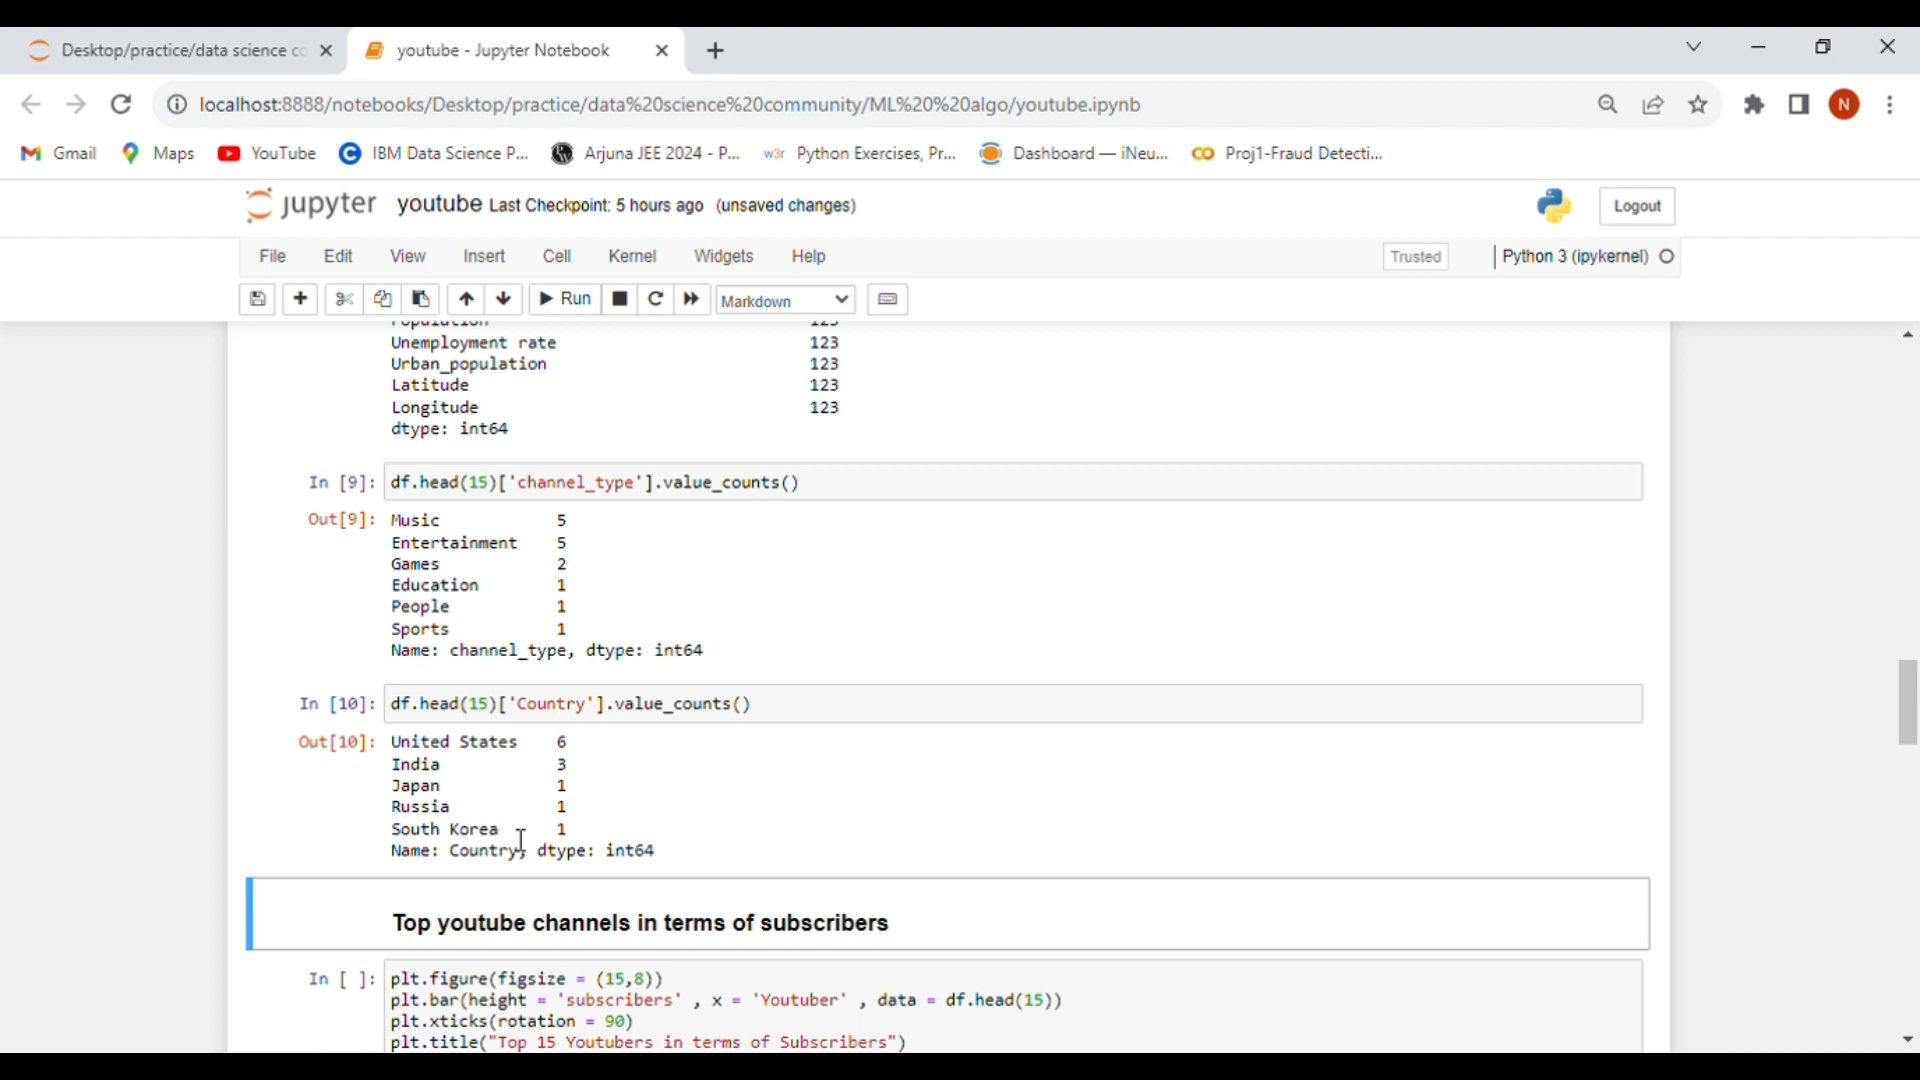 Desktop/practice/data science co
youtube - Jupyter Notebook
localhost:8888/notebooks/Desktop/practice/data%20science%20community/ML%20%20algo/youtube.ipynb
N
Gmail
Maps
YouTube
IBM Data Science P...
Arjuna JEE 2024 - P...
w3r Python Exercises, Pr...
Dashboard — iNeu...
Proj1-Fraud Detecti...
jupyter youtube Last Checkpoint: 5 hours ago (unsaved changes)
Logout
File Edit View Insert Cell Kernel Widgets Help
Trusted
Python 3 (ipykernel)
Run
Markdown
Population 123
Unemployment rate 123
Urban_population 123
Latitude 123
Longitude 123
dtype: int64
In [9]: df.head(15)['channel_type'].value_counts()
Out[9]: Music 5
Entertainment 5
Games 2
Education 1
People 1
Sports 1
Name: channel_type, dtype: int64
In [10]: df.head(15)['Country'].value_counts()
Out[10]: United States 6
India 3
Japan 1
Russia 1
South Korea 1
Name: Country, dtype: int64
Top youtube channels in terms of subscribers
In [ ]: plt.figure(figsize = (15,8))
plt.bar(height = 'subscribers' , x = 'Youtuber' , data = df.head(15))
plt.xticks(rotation = 90)
plt.title("Top 15 Youtubers in terms of Subscribers")